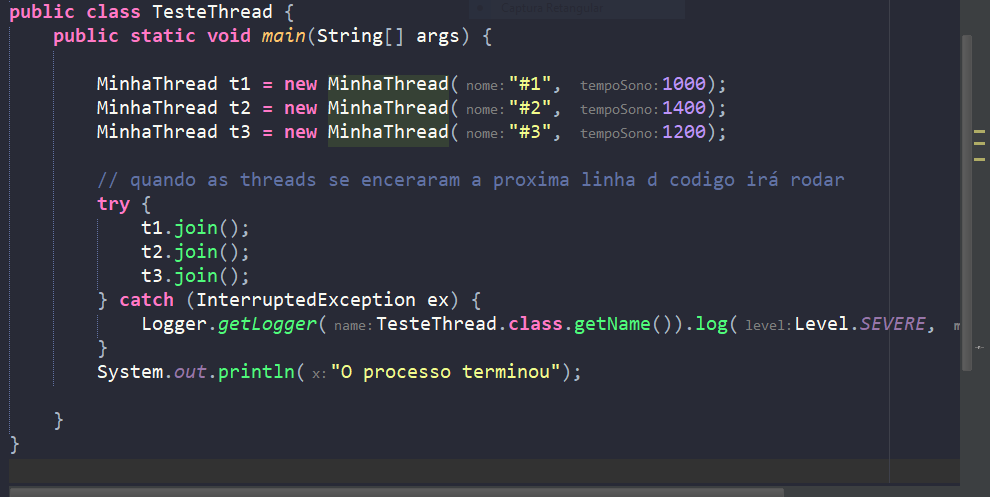 public class TesteThread {
public static void main(String[] args) {
MinhaThread t1 = new MinhaThread( nome: "#1", tempoSono: 1000);
MinhaThread t2 = new MinhaThread( nome: "#2", tempoSono: 1400);
MinhaThread t3 = new MinhaThread( nome: "#3", tempoSono: 1200);
// quando as threads se enceraram a proxima linha d codigo irá rodar
try {
t1.join();
t2.join();
t3.join();
} catch (InterruptedException ex) {
Logger.getLogger( name: TesteThread.class.getName()).log( level: Level.SEVERE,
}
System.out.println( x: "O processo terminou");
}
}